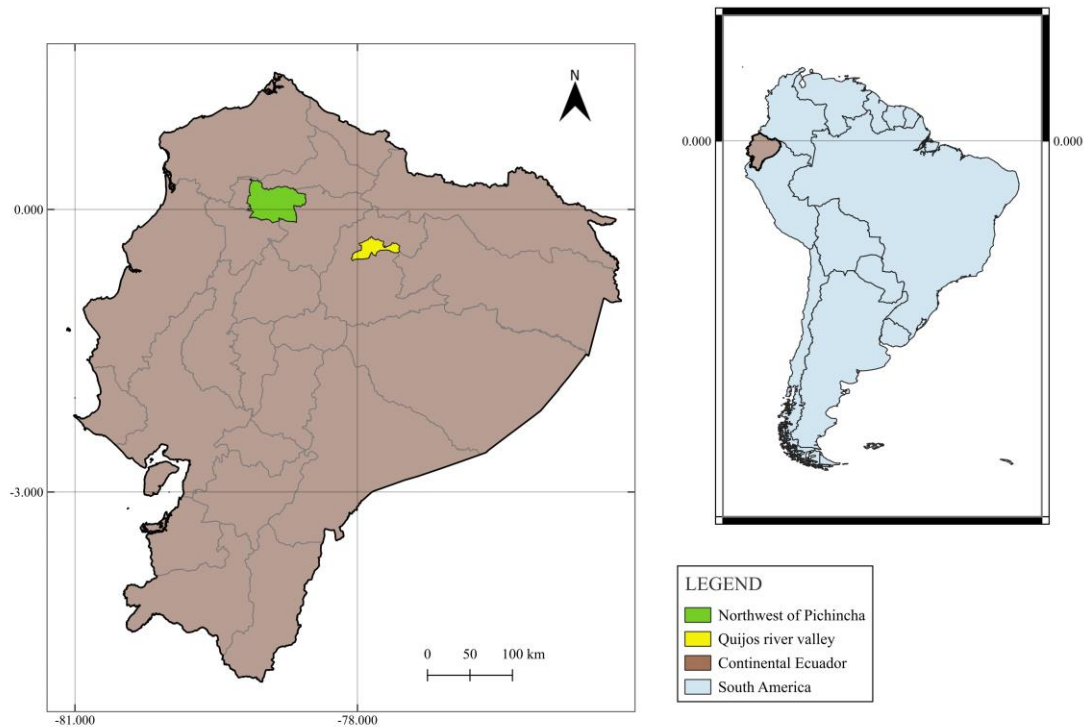 N
0.000
-3.000
-81.000
-78.000
0 50 100 km
0.000
0.000
LEGEND
Northwest of Pichincha
Quijos river valley
Continental Ecuador
South America